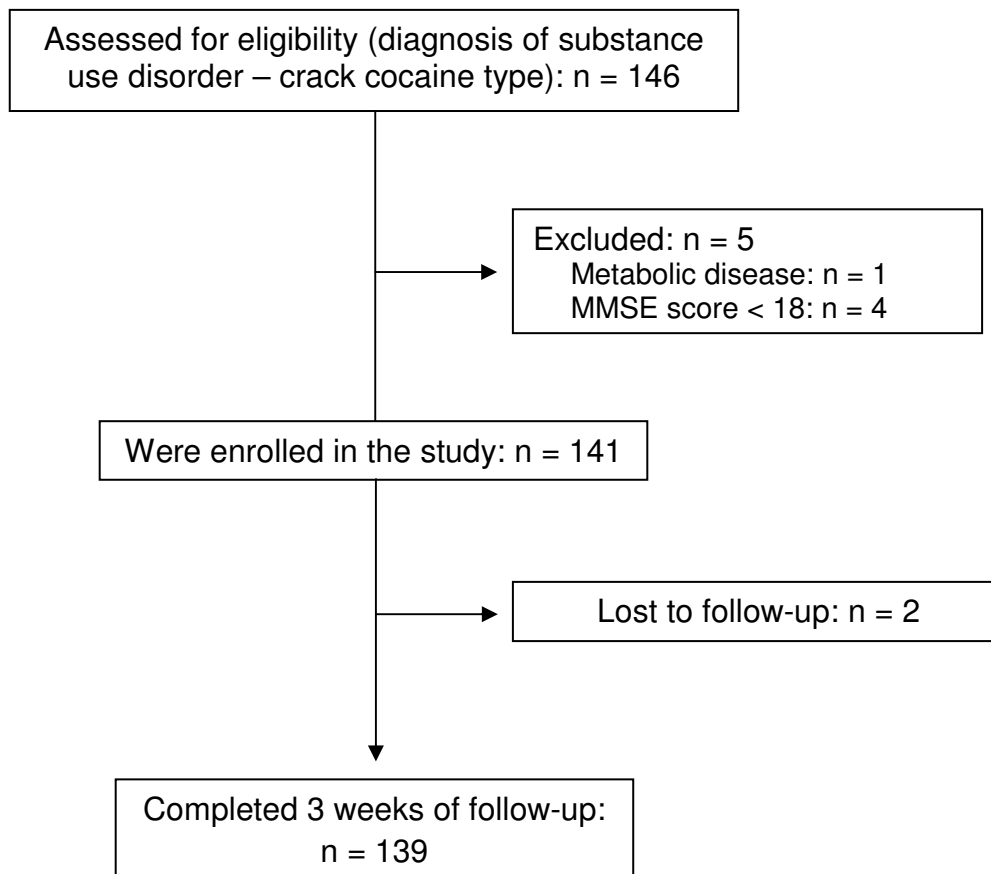 Assessed for eligibility (diagnosis of substance
use disorder – crack cocaine type): n = 146
Excluded: n = 5
Metabolic disease: n = 1
MMSE score < 18: n = 4
Were enrolled in the study: n = 141
Lost to follow-up: n = 2
Completed 3 weeks of follow-up:
n = 139